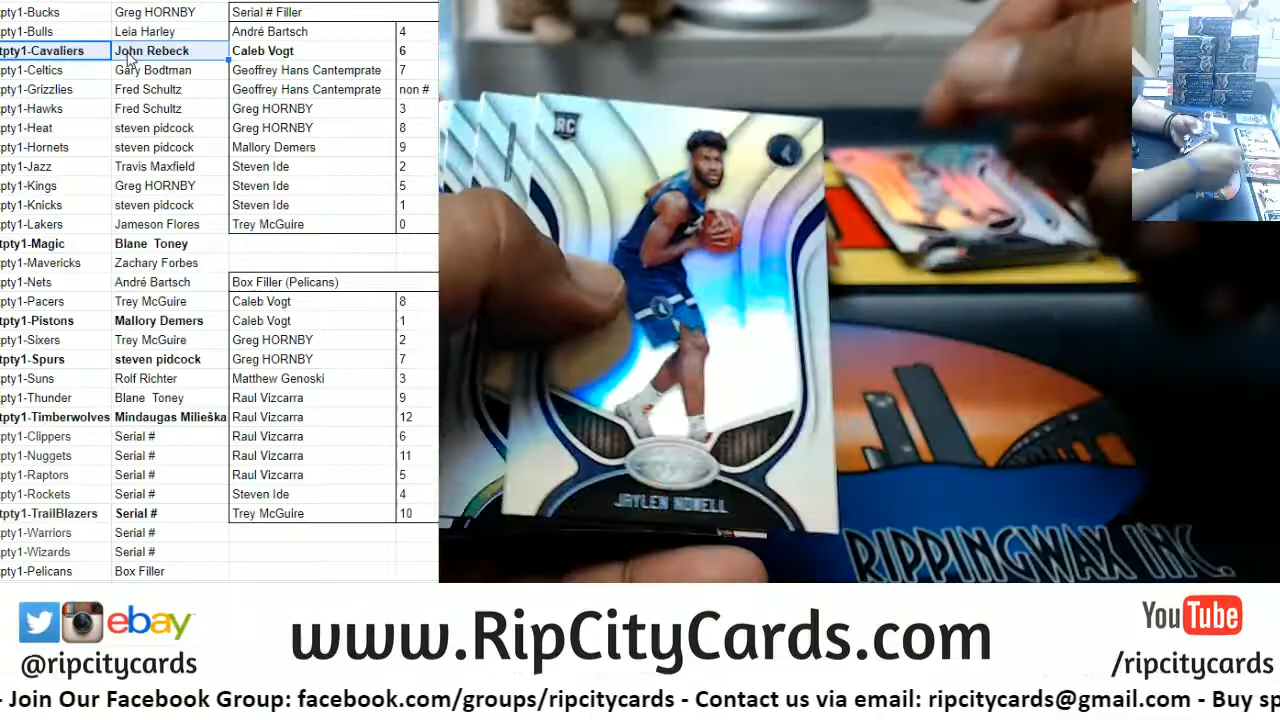 pty1-Bucks Greg HORNBY Serial # Filler
pty1-Bulls Leia Harley André Bartsch 4
tpty1-Cavaliers John Rebeck Caleb Vogt 6
pty1-Celtics Gary Bodtman Geoffrey Hans Cantemprate 7
pty1-Grizzlies Fred Schultz Geoffrey Hans Cantemprate non #
pty1-Hawks Fred Schultz Greg HORNBY 3
pty1-Heat steven pidcock Greg HORNBY 8
pty1-Hornets steven pidcock Mallory Demers 9
pty1-Jazz Travis Maxfield Steven Ide 2
pty1-Kings Greg HORNBY Steven Ide 5
pty1-Knicks steven pidcock Steven Ide 1
pty1-Lakers Jameson Flores Trey McGuire 0
tpty1-Magic Blane Toney
pty1-Mavericks Zachary Forbes
pty1-Nets André Bartsch Box Filler (Pelicans)
pty1-Pacers Trey McGuire Caleb Vogt 8
tpty1-Pistons Mallory Demers Caleb Vogt 1
pty1-Sixers Trey McGuire Greg HORNBY 2
tpty1-Spurs steven pidcock Greg HORNBY 7
pty1-Suns Rolf Richter Matthew Genoski 3
pty1-Thunder Blane Toney Raul Vizcarra 9
tpty1-Timberwolves Mindaugas Milieška Raul Vizcarra 12
pty1-Clippers Serial # Raul Vizcarra 6
pty1-Nuggets Serial # Raul Vizcarra 11
pty1-Raptors Serial # Raul Vizcarra 5
pty1-Rockets Serial # Steven Ide 4
tpty1-TrailBlazers Serial # Trey McGuire 10
pty1-Warriors Serial #
pty1-Wizards Serial #
pty1-Pelicans Box Filler
RC
JAYLEN NOWELL
RIPPINGWAX INC.
ebay
@ripcitycards
www.RipCityCards.com
YouTube
/ripcitycards
- Join Our Facebook Group: facebook.com/groups/ripcitycards - Contact us via email: ripcitycards@gmail.com - Buy sp